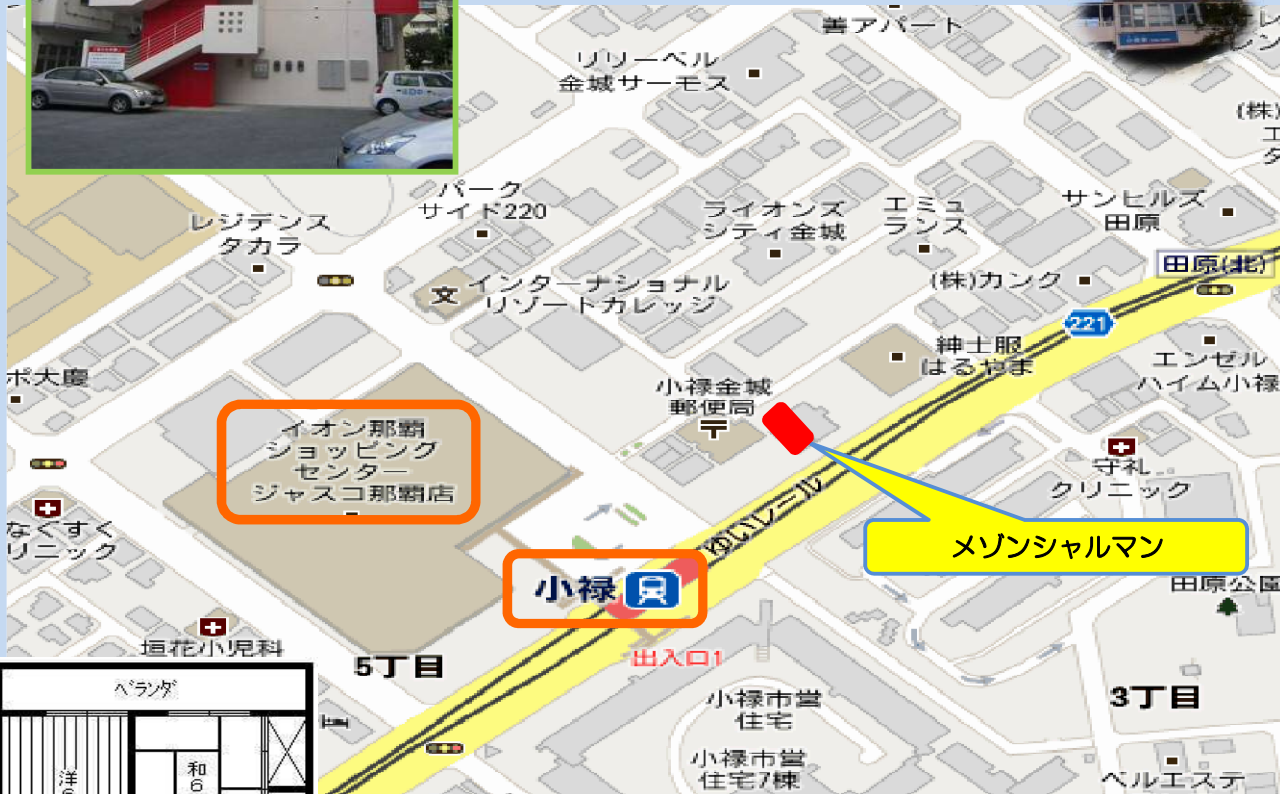 善アパート
リリーベル
金城サーモス
(株)
エ
タ
パーク
サイド220
サンヒルズ
田原
レジデンス
タカラ
ライオンズ
シティ金城
エミュ
ランス
田原(北)
文
インターナショナル
リゾートカレッジ
(株)カンク
221
紳士服
はるやま
エンゼル
ハイム小禄
ポ大慶
小禄金城
郵便局
〒
イオン那覇
ショッピング
センター
ジャスコ那覇店
守礼
クリニック
なくすく
リニック
ゆいレール
メゾンシャルマン
小禄
田原公園
垣花小児科
出入口1
5丁目
3丁目
ベランダ
小禄市営
住宅
小禄市営
住宅7棟
洋
和
6
ベルエステ